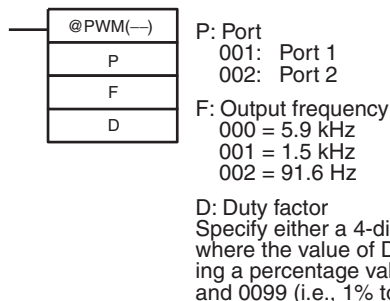 @PWM(––)
P
F
D
P: Port
001: Port 1
002: Port 2
F: Output frequency
000 = 5.9 kHz
001 = 1.5 kHz
002 = 91.6 Hz
D: Duty factor
Specify either a 4-di
where the value of D
ing a percentage val
and 0099 (i.e., 1% to